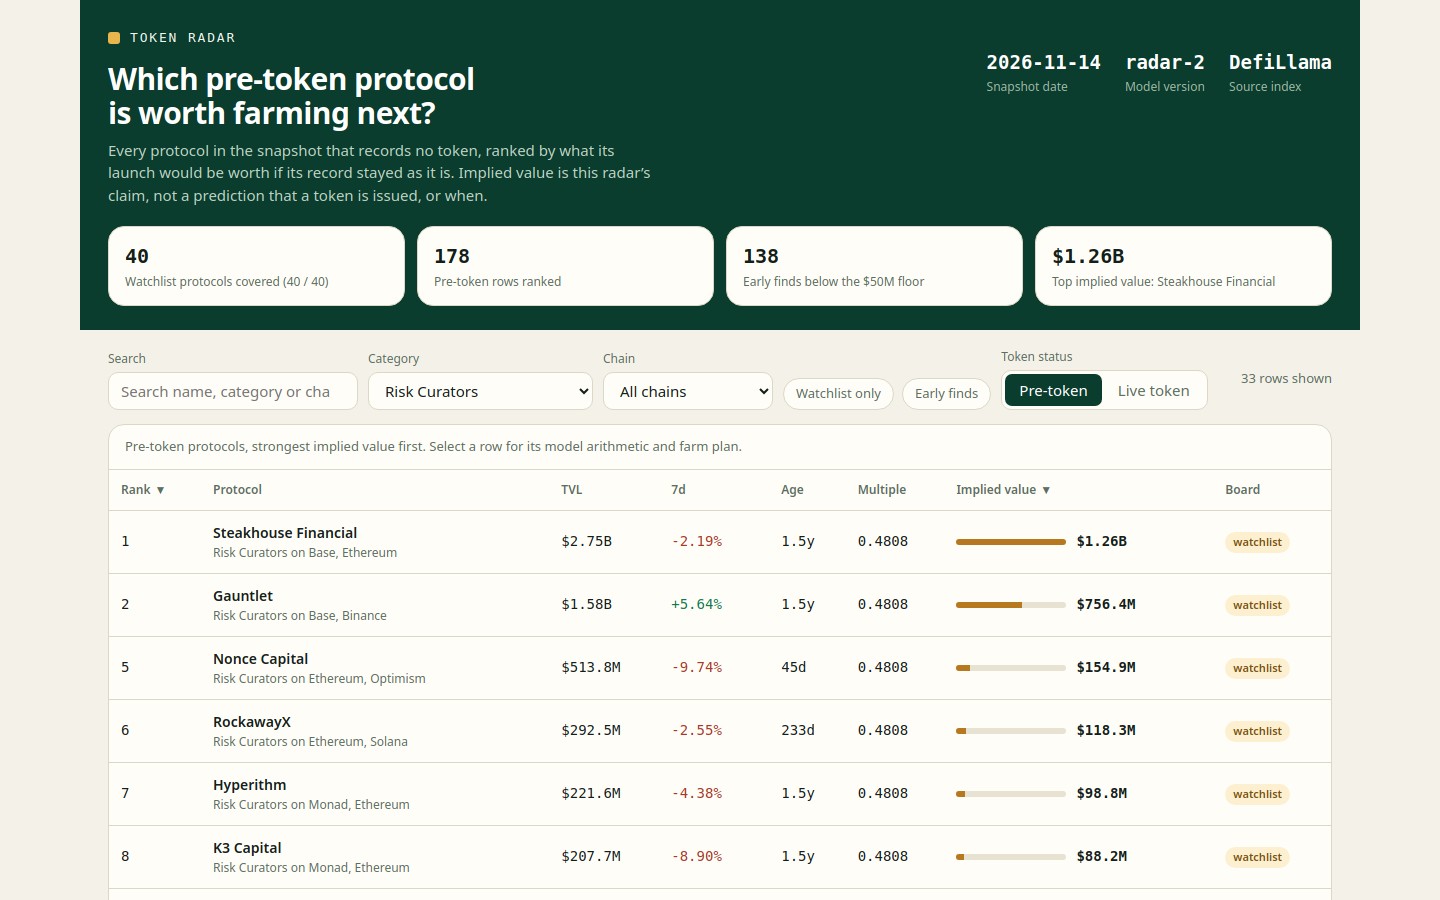 TOKEN RADAR
Which pre-token protocol
is worth farming next?
Every protocol in the snapshot that records no token, ranked by what its
launch would be worth if its record stayed as it is. Implied value is this radar’s
claim, not a prediction that a token is issued, or when.
2026-11-14 radar-2 DefiLlama
Snapshot date Model version Source index
40 178 138 $1.26B
Watchlist protocols covered (40 / 40) Pre-token rows ranked Early finds below the $50M floor Top implied value: Steakhouse Financial
Search Category Chain Token status
Search name, category or cha Risk Curators All chains Watchlist only Early finds Pre-token Live token 33 rows shown
Pre-token protocols, strongest implied value first. Select a row for its model arithmetic and farm plan.
Rank ▼ Protocol TVL 7d Age Multiple Implied value ▼ Board
1 Steakhouse Financial $2.75B -2.19% 1.5y 0.4808 $1.26B watchlist
Risk Curators on Base, Ethereum
2 Gauntlet $1.58B +5.64% 1.5y 0.4808 $756.4M watchlist
Risk Curators on Base, Binance
5 Nonce Capital $513.8M -9.74% 45d 0.4808 $154.9M watchlist
Risk Curators on Ethereum, Optimism
6 RockawayX $292.5M -2.55% 233d 0.4808 $118.3M watchlist
Risk Curators on Ethereum, Solana
7 Hyperithm $221.6M -4.38% 1.5y 0.4808 $98.8M watchlist
Risk Curators on Monad, Ethereum
8 K3 Capital $207.7M -8.90% 1.5y 0.4808 $88.2M watchlist
Risk Curators on Monad, Ethereum